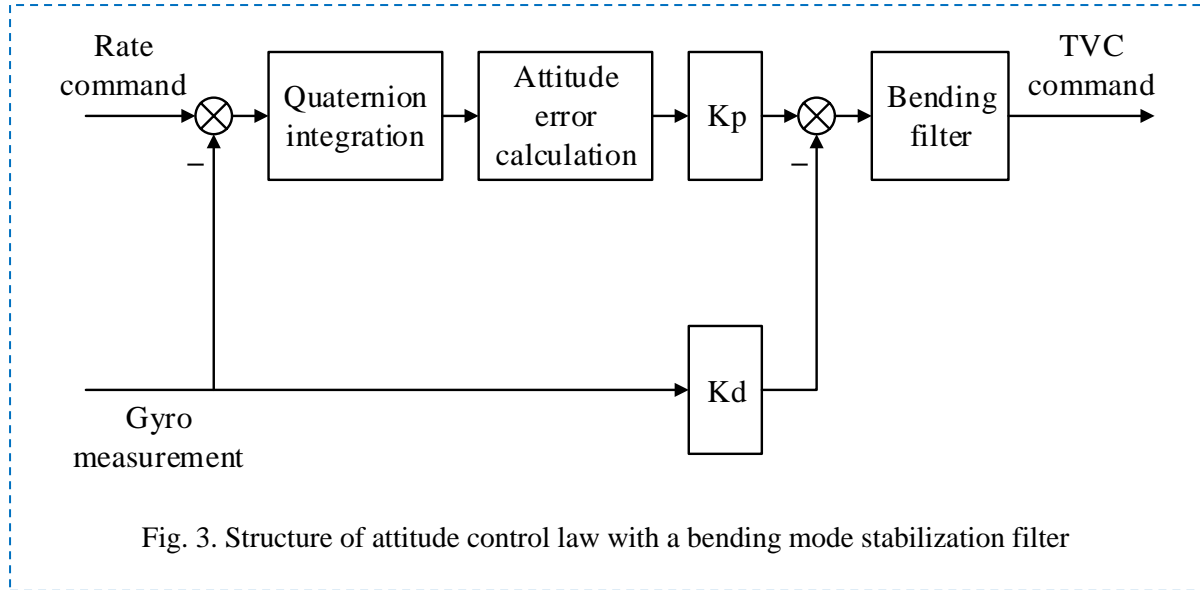 Rate
command
Quaternion
integration
Attitude
error
calculation
Kp
Bending
filter
TVC
command
–
–
Kd
Gyro
measurement
Fig. 3. Structure of attitude control law with a bending mode stabilization filter